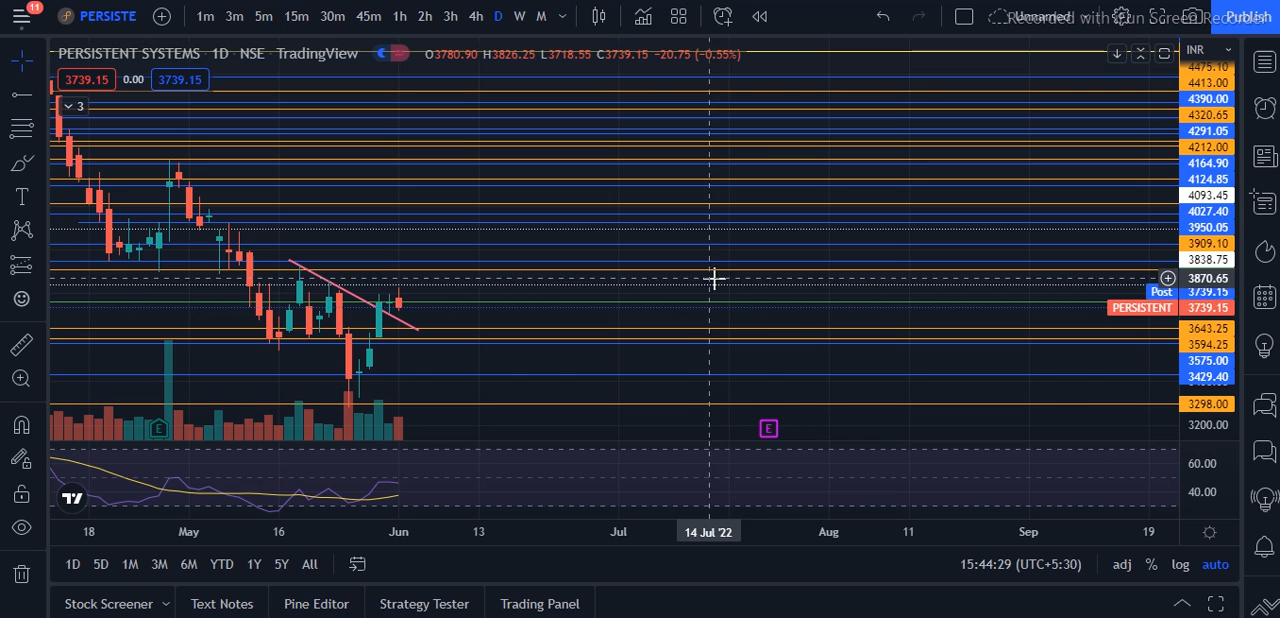 11
PERSISTE
1m 3m 5m 15m 30m 45m 1h 2h 3h 4h D W M
Unnamed
Recorded with iFun Screen Recorder
Publish
PERSISTENT SYSTEMS · 1D · NSE · TradingView
O3780.90 H3826.25 L3718.55 C3739.15 -20.75 (-0.55%)
INR
3739.15 0.00 3739.15
3
4475.10
4413.00
4390.00
4320.65
4291.05
4212.00
4164.90
4124.85
4093.45
4027.40
3950.05
3909.10
3838.75
3870.65
Post 3739.15
PERSISTENT 3739.15
3643.25
3594.25
3575.00
3429.40
3298.00
3200.00
E E
60.00
40.00
18 May 16 Jun 13 Jul 14 Jul '22 Aug 11 Sep 19
1D 5D 1M 3M 6M YTD 1Y 5Y All
15:44:29 (UTC+5:30) adj % log auto
Stock Screener Text Notes Pine Editor Strategy Tester Trading Panel